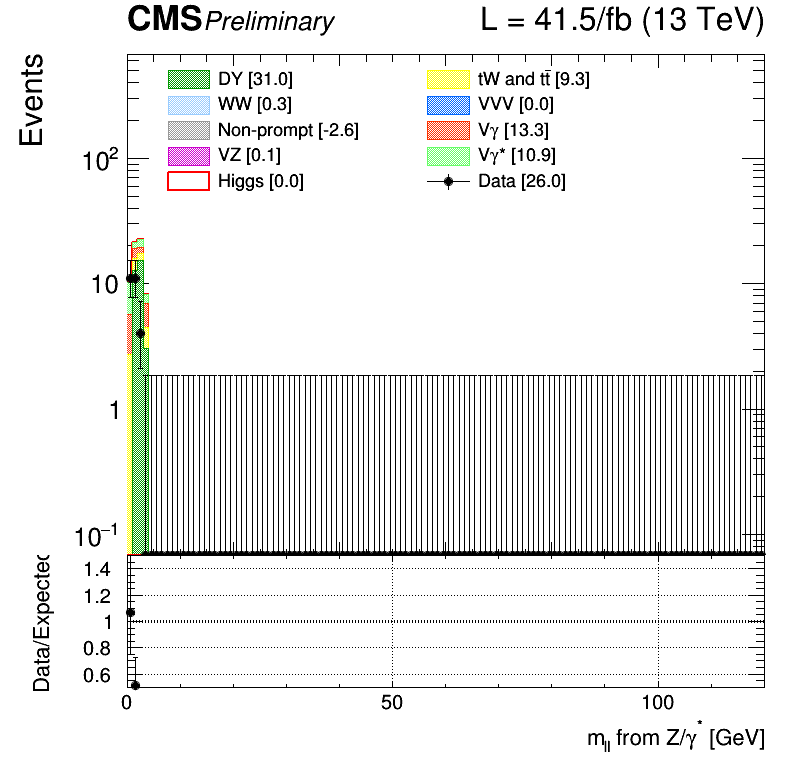 CMS Preliminary L = 41.5/fb (13 TeV)
Events
DY [31.0] tW and tt̄ [9.3]
WW [0.3] VVV [0.0]
Non-prompt [-2.6] Vγ [13.3]
VZ [0.1] Vγ* [10.9]
Higgs [0.0] Data [26.0]
10²
10
1
10⁻¹
Data/Expected
1.4
1.2
1
0.8
0.6
0 50 100
m_ll from Z/γ* [GeV]